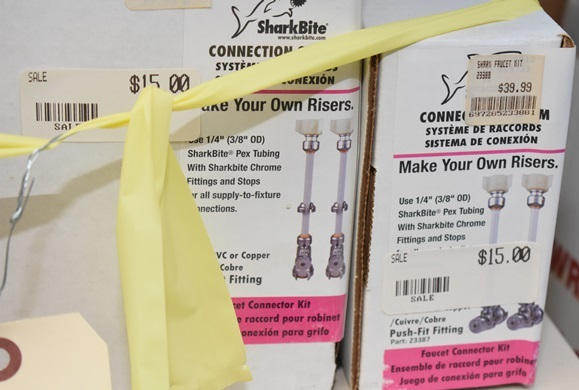 SharkBite
www.sharkbite.com
CONNECTION
SYSTÈME
CONEXIÓN
SALE
$15.00
SALE
Make Your Own Risers.
Use 1/4" (3/8" OD)
SharkBite® Pex Tubing
With Sharkbite Chrome
Fittings and Stops
for all supply-to-fixture
connections.
PVC or Copper
Cobre
Fitting
Faucet Connector Kit
de raccord pour robinet
conexión para grifo
SHARK FAUCET KIT
23388
$39.99
697285233881
SYSTÈME DE RACCORDS
SISTEMA DE CONEXIÓN
Make Your Own Risers.
Use 1/4" (3/8" OD)
SharkBite® Pex Tubing
With Sharkbite Chrome
Fittings and Stops
SALE
$15.00
SALE
/Cuivre/Cobre
Push-Fit Fitting
Part: 23387
Faucet Connector Kit
Ensemble de raccord pour robinet
Juego de conexión para grifo